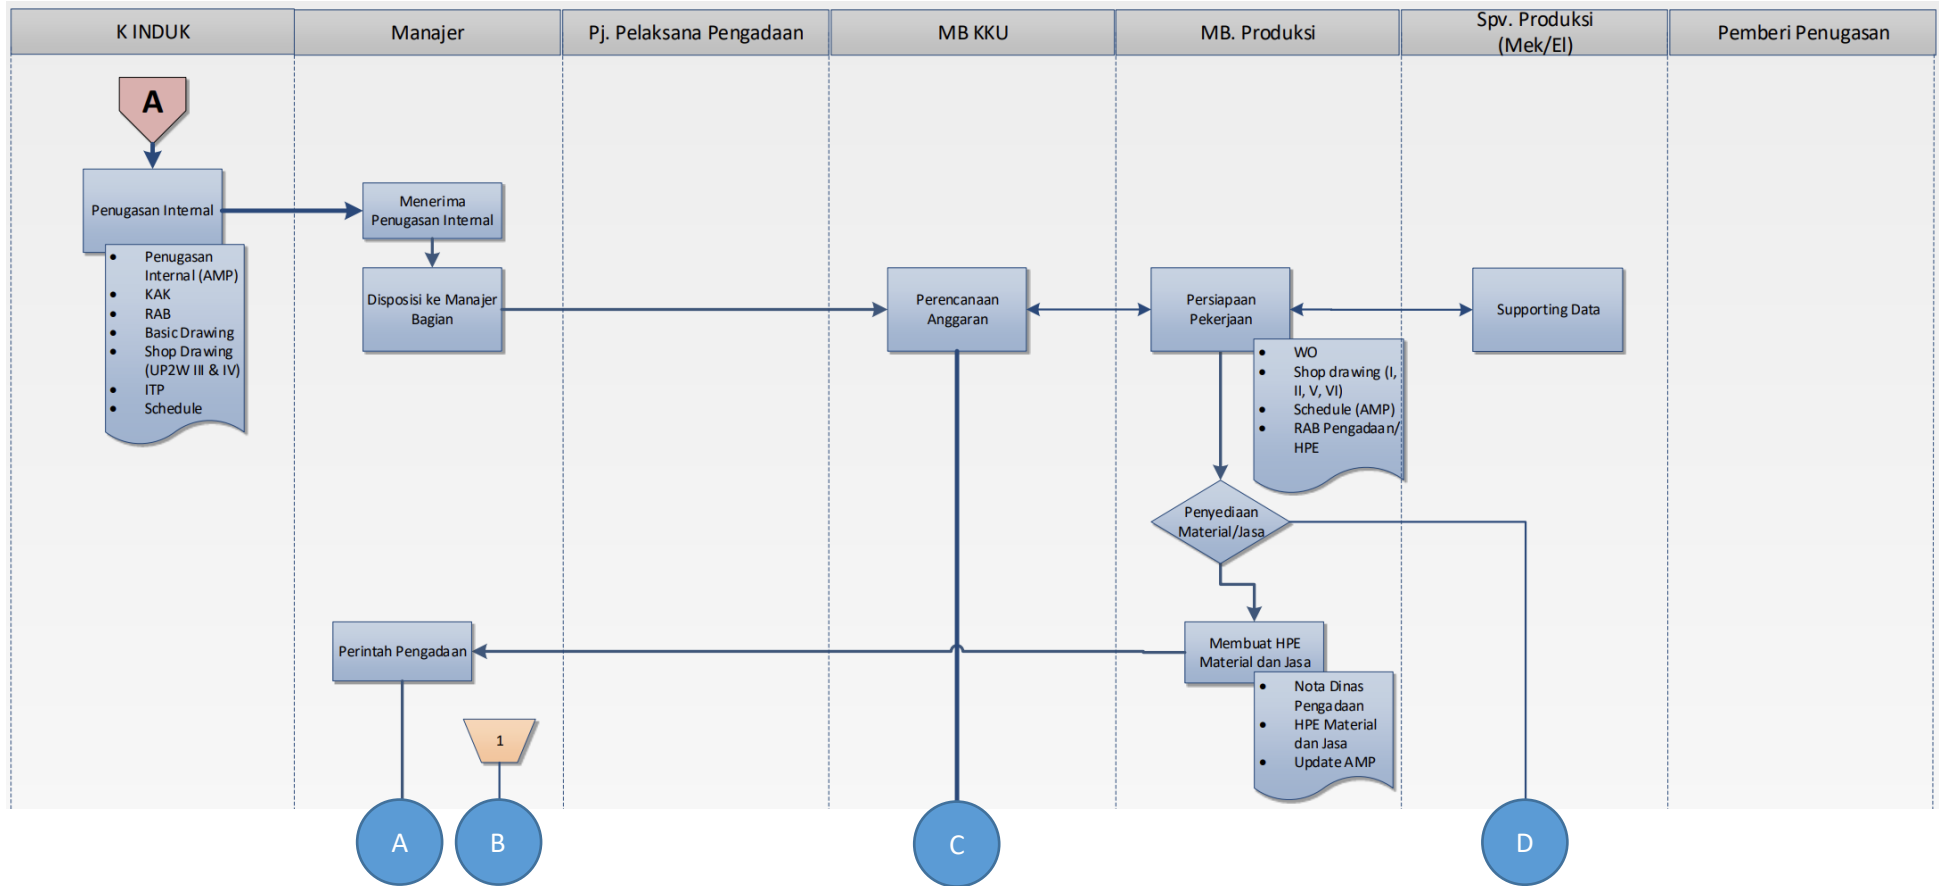 K INDUK
Manajer
Pj. Pelaksana Pengadaan
MB KKU
MB. Produksi
Spv. Produksi
(Mek/El)
Pemberi Penugasan
A
Penugasan Internal
• Penugasan
Internal (AMP)
• KAK
• RAB
• Basic Drawing
• Shop Drawing
(UP2W III & IV)
• ITP
• Schedule
Menerima
Penugasan Internal
Disposisi ke Manajer
Bagian
Perencanaan
Anggaran
Persiapaan
Pekerjaan
Supporting Data
• WO
• Shop drawing (I,
II, V, VI)
• Schedule (AMP)
• RAB Pengadaan/
HPE
Penyediaan
Material/Jasa
Membuat HPE
Material dan Jasa
• Nota Dinas
Pengadaan
• HPE Material
dan Jasa
• Update AMP
Perintah Pengadaan
1
A
B
C
D